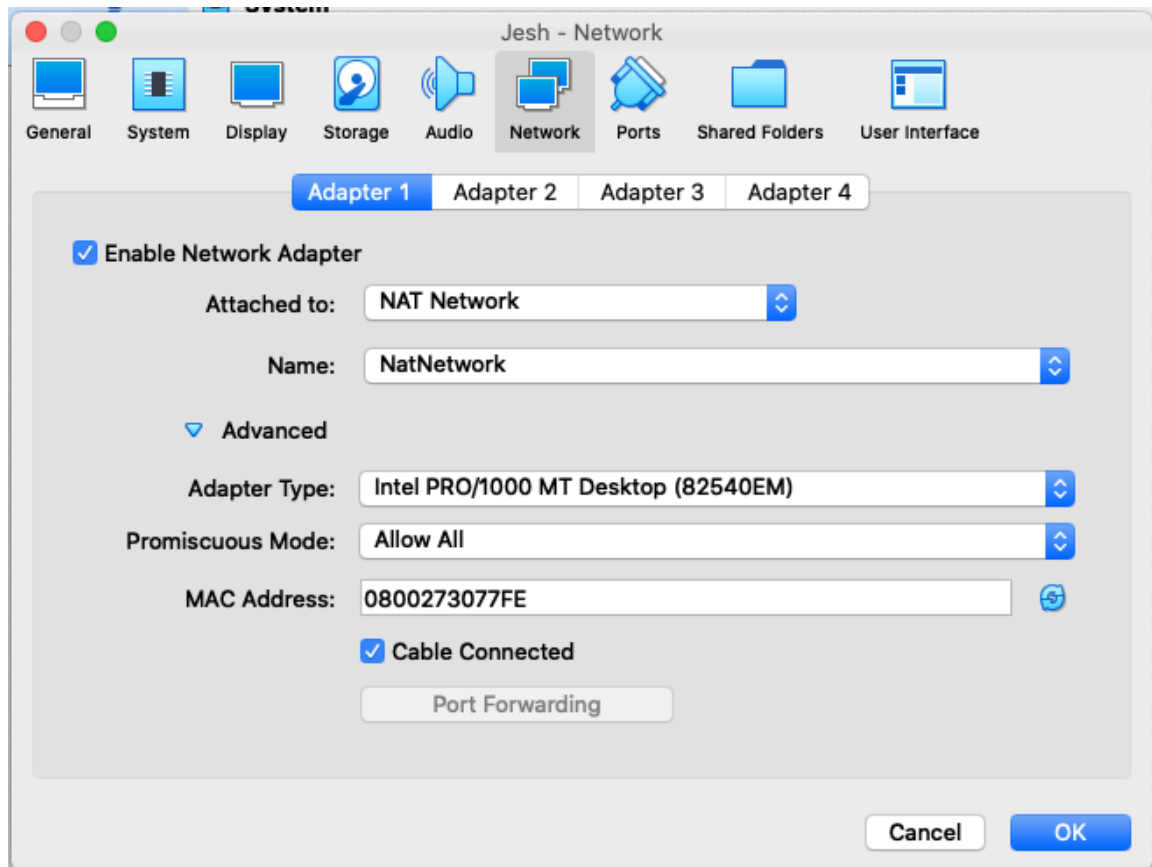 System
Jesh - Network
General System Display Storage Audio Network Ports Shared Folders User Interface
Adapter 1 Adapter 2 Adapter 3 Adapter 4
Enable Network Adapter
Attached to: NAT Network
Name: NatNetwork
Advanced
Adapter Type: Intel PRO/1000 MT Desktop (82540EM)
Promiscuous Mode: Allow All
MAC Address: 0800273077FE
Cable Connected
Port Forwarding
Cancel OK